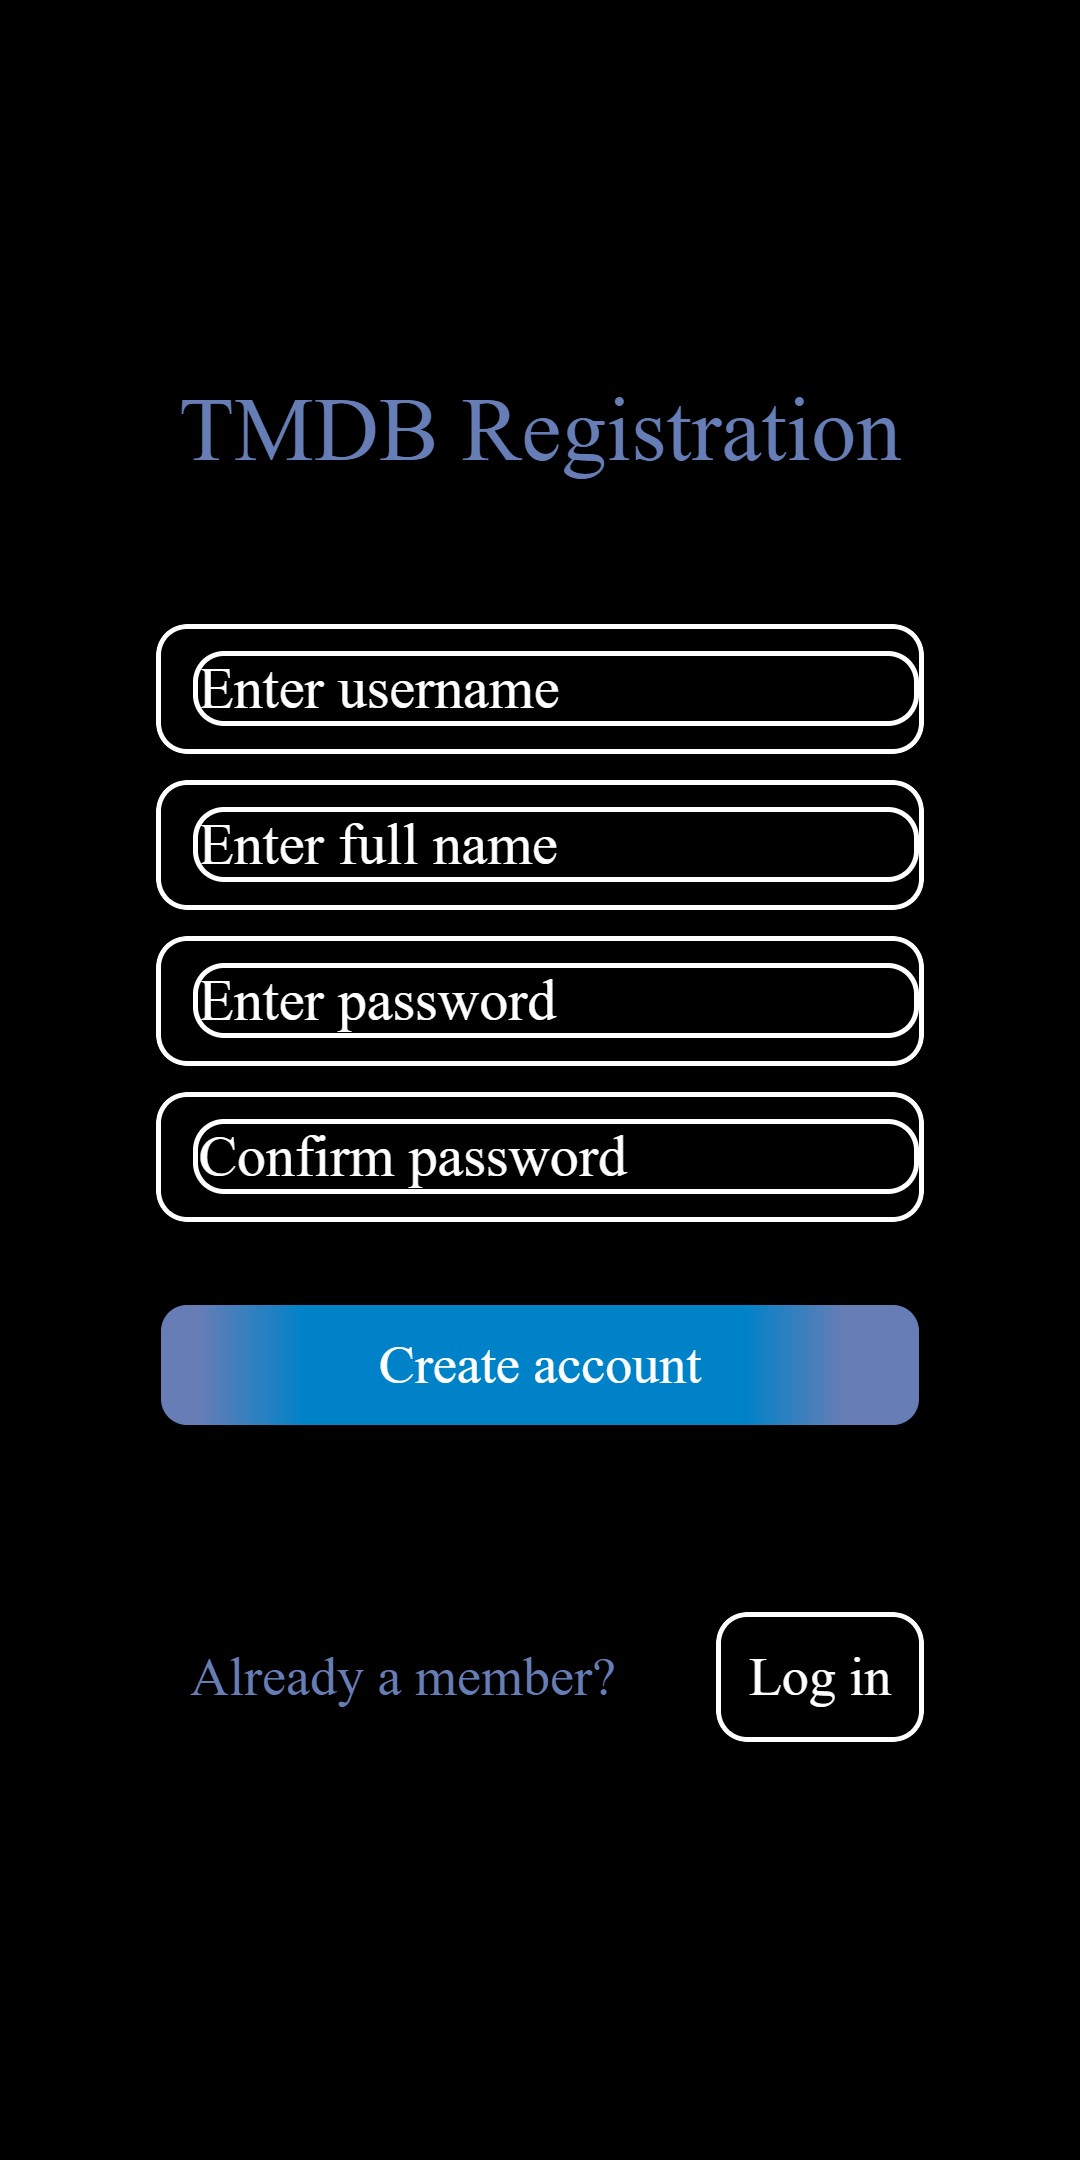 TMDB Registration
Enter username
Enter full name
Enter password
Confirm password
Create account
Already a member?
Log in